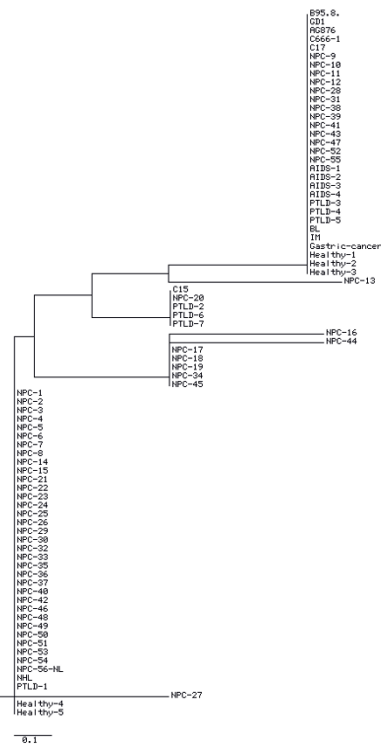 B95.8.
GD1
AG876
C666-1
C17
NPC-9
NPC-10
NPC-11
NPC-12
NPC-28
NPC-31
NPC-38
NPC-39
NPC-41
NPC-43
NPC-47
NPC-52
NPC-55
AIDS-1
AIDS-2
AIDS-3
AIDS-4
PTLD-3
PTLD-4
PTLD-5
BL
IM
Gastric-cancer
Healthy-1
Healthy-2
Healthy-3
NPC-13
C15
NPC-20
PTLD-2
PTLD-6
PTLD-7
NPC-16
NPC-44
NPC-17
NPC-18
NPC-19
NPC-34
NPC-45
NPC-1
NPC-2
NPC-3
NPC-4
NPC-5
NPC-6
NPC-7
NPC-8
NPC-14
NPC-15
NPC-21
NPC-22
NPC-23
NPC-24
NPC-25
NPC-26
NPC-29
NPC-30
NPC-32
NPC-33
NPC-35
NPC-36
NPC-37
NPC-40
NPC-42
NPC-46
NPC-48
NPC-49
NPC-50
NPC-51
NPC-53
NPC-54
NPC-56-NL
NHL
PTLD-1
NPC-27
Healthy-4
Healthy-5
0.1